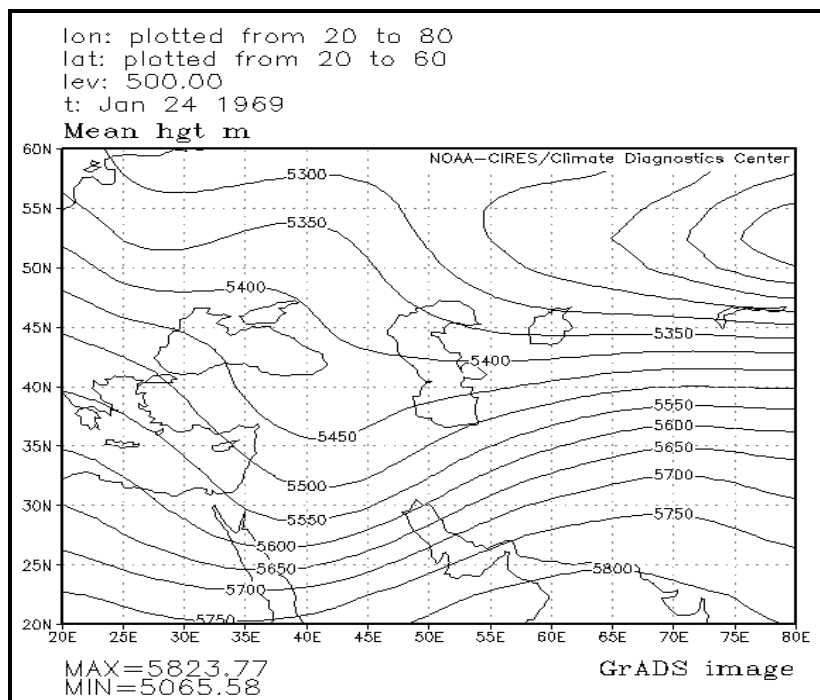 lon: plotted from 20 to 80
lat: plotted from 20 to 60
lev: 500.00
t: Jan 24 1969
Mean hgt m
NOAA-CIRES/Climate Diagnostics Center
60N
55N
50N
45N
40N
35N
30N
25N
20N
5300
5350
5400
5350
5400
5450
5550
5600
5650
5700
5750
5500
5550
5600
5650
5700
5750
5800
20E 25E 30E 35E 40E 45E 50E 55E 60E 65E 70E 75E 80E
MAX=5823.77
MIN=5065.58
GrADS image